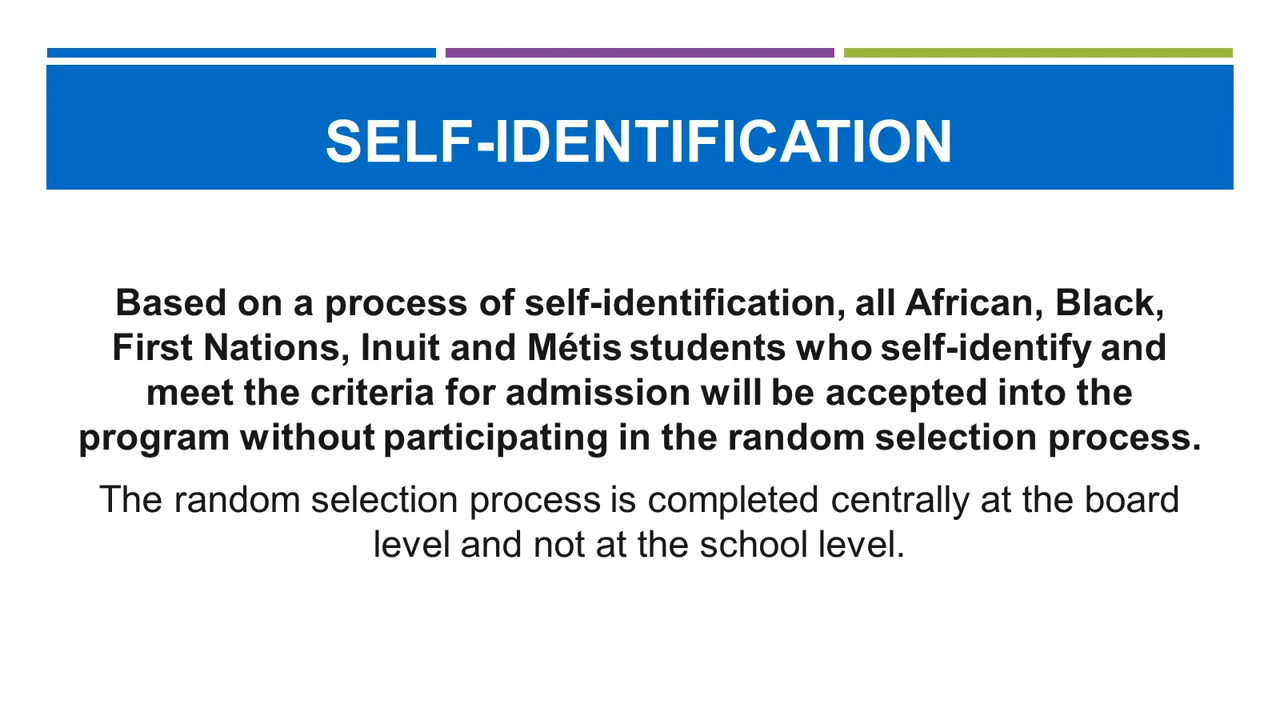 SELF-IDENTIFICATION
Based on a process of self-identification, all African, Black,
First Nations, Inuit and Métis students who self-identify and
meet the criteria for admission will be accepted into the
program without participating in the random selection process.
The random selection process is completed centrally at the board
level and not at the school level.